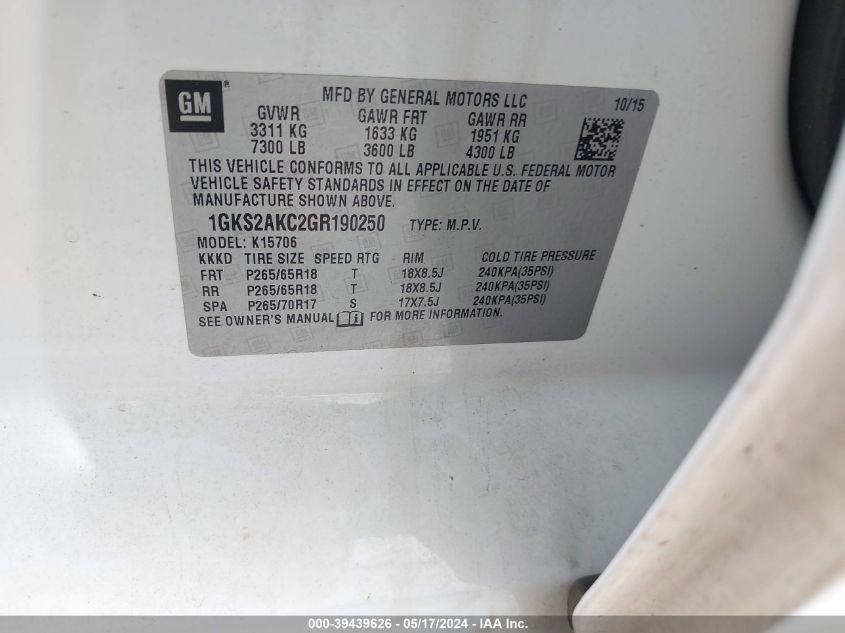 GM
MFD BY GENERAL MOTORS LLC
10/15
GVWR GAWR FRT GAWR RR
3311 KG 1633 KG 1951 KG
7300 LB 3600 LB 4300 LB
THIS VEHICLE CONFORMS TO ALL APPLICABLE U.S. FEDERAL MOTOR
VEHICLE SAFETY STANDARDS IN EFFECT ON THE DATE OF
MANUFACTURE SHOWN ABOVE.
1GKS2AKC2GR190250 TYPE: M.P.V.
MODEL: K15706
KKKD TIRE SIZE SPEED RTG RIM COLD TIRE PRESSURE
FRT P265/65R18 T 18X8.5J 240KPA(35PSI)
RR P265/65R18 T 18X8.5J 240KPA(35PSI)
SPA P265/70R17 S 17X7.5J 240KPA(35PSI)
SEE OWNER'S MANUAL FOR MORE INFORMATION.
000-39439626 - 05/17/2024 - IAA Inc.